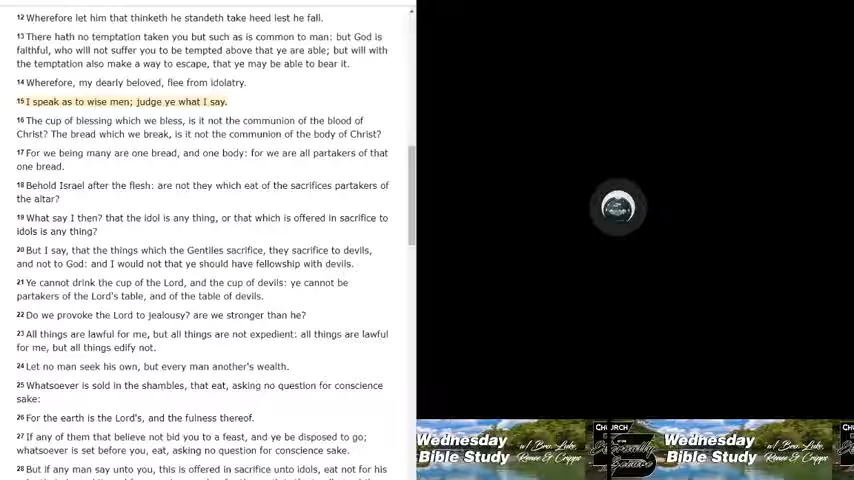 12 Wherefore let him that thinketh he standeth take heed lest he fall.
13 There hath no temptation taken you but such as is common to man: but God is
faithful, who will not suffer you to be tempted above that ye are able; but will with
the temptation also make a way to escape, that ye may be able to bear it.
14 Wherefore, my dearly beloved, flee from idolatry.
15 I speak as to wise men; judge ye what I say.
16 The cup of blessing which we bless, is it not the communion of the blood of
Christ? The bread which we break, is it not the communion of the body of Christ?
17 For we being many are one bread, and one body: for we are all partakers of that
one bread.
18 Behold Israel after the flesh: are not they which eat of the sacrifices partakers of
the altar?
19 What say I then? that the idol is any thing, or that which is offered in sacrifice to
idols is any thing?
20 But I say, that the things which the Gentiles sacrifice, they sacrifice to devils,
and not to God: and I would not that ye should have fellowship with devils.
21 Ye cannot drink the cup of the Lord, and the cup of devils: ye cannot be
partakers of the Lord's table, and of the table of devils.
22 Do we provoke the Lord to jealousy? are we stronger than he?
23 All things are lawful for me, but all things are not expedient: all things are lawful
for me, but all things edify not.
24 Let no man seek his own, but every man another's wealth.
25 Whatsoever is sold in the shambles, that eat, asking no question for conscience
sake:
26 For the earth is the Lord's, and the fulness thereof.
27 If any of them that believe not bid you to a feast, and ye be disposed to go;
whatsoever is set before you, eat, asking no question for conscience sake.
28 But if any man say unto you, this is offered in sacrifice unto idols, eat not for his
Wednesday
Bible Study
w/ Bro. Luke,
Renee & Cripps
CHURCH
Eternally
Secure
Wednesday
Bible Study
w/ Bro. Luke,
Renee & Cripps